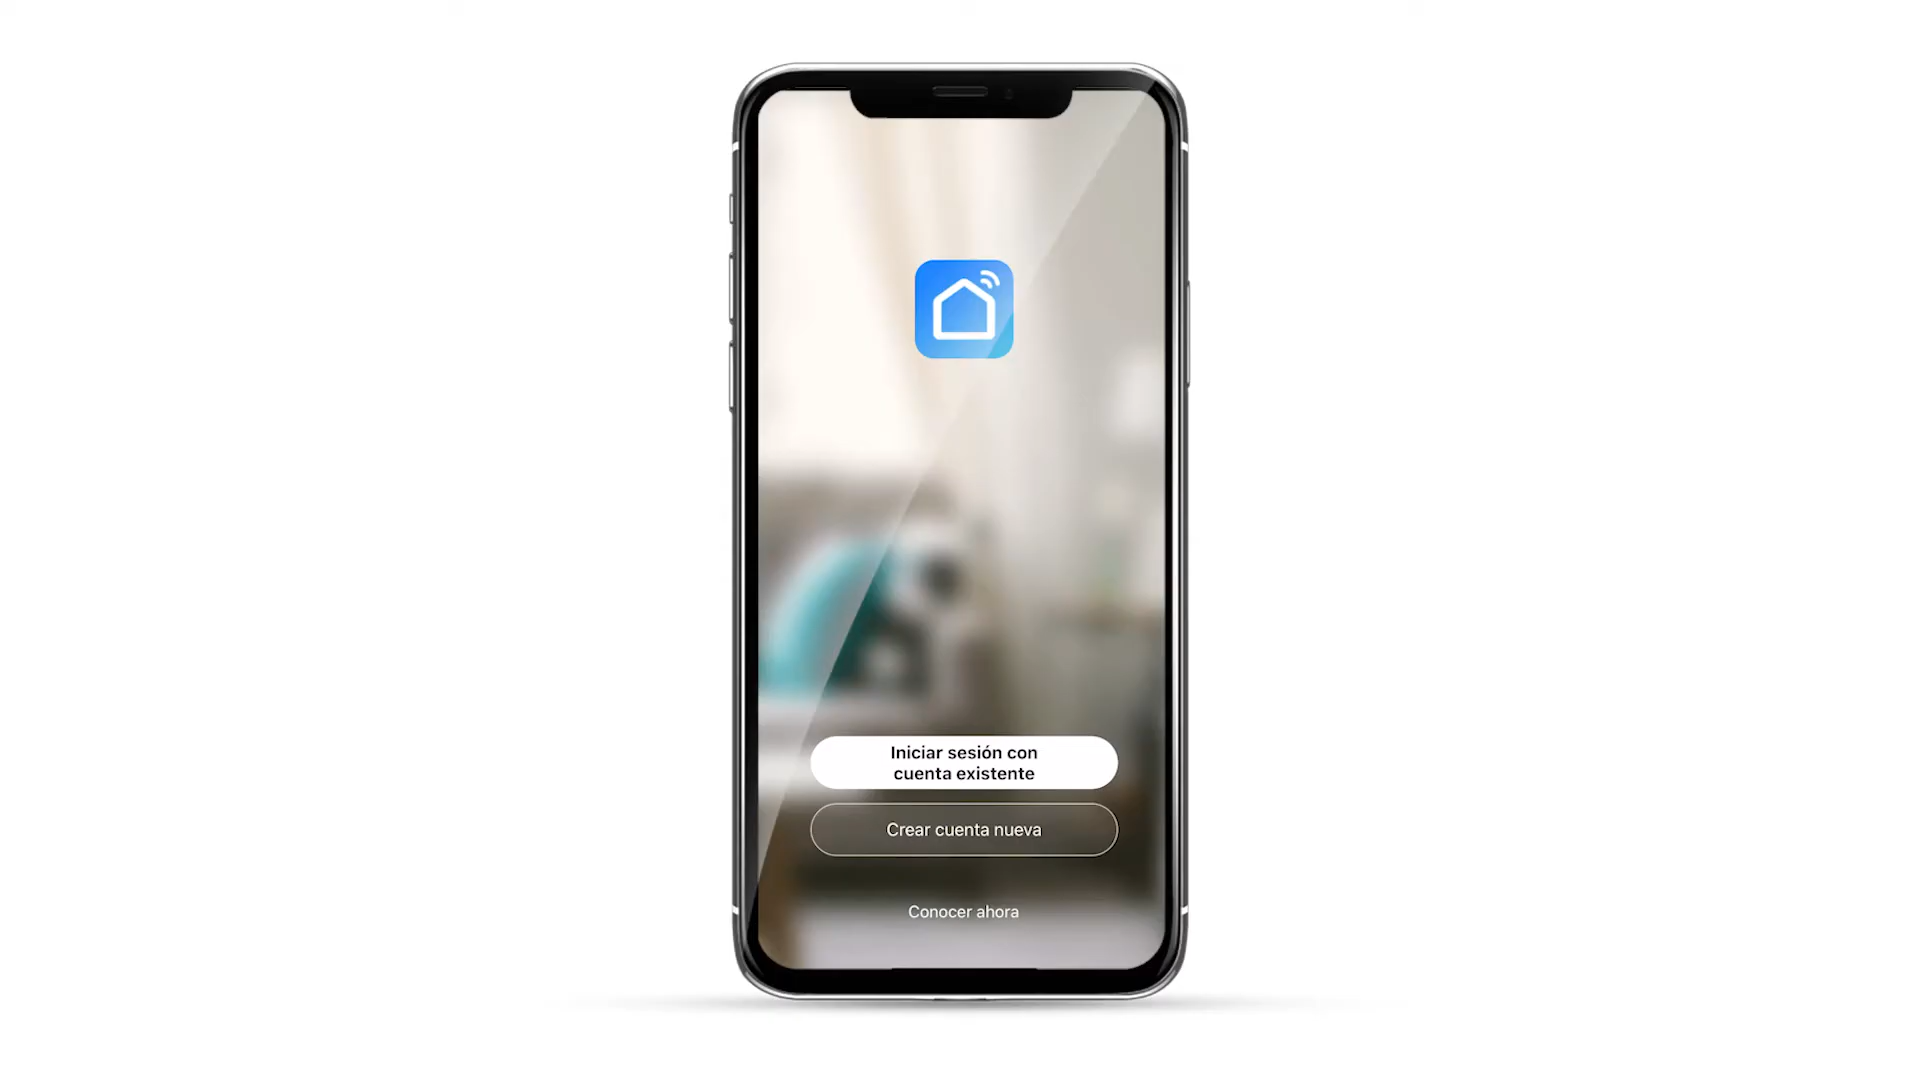 Iniciar sesión con
cuenta existente
Crear cuenta nueva
Conocer ahora